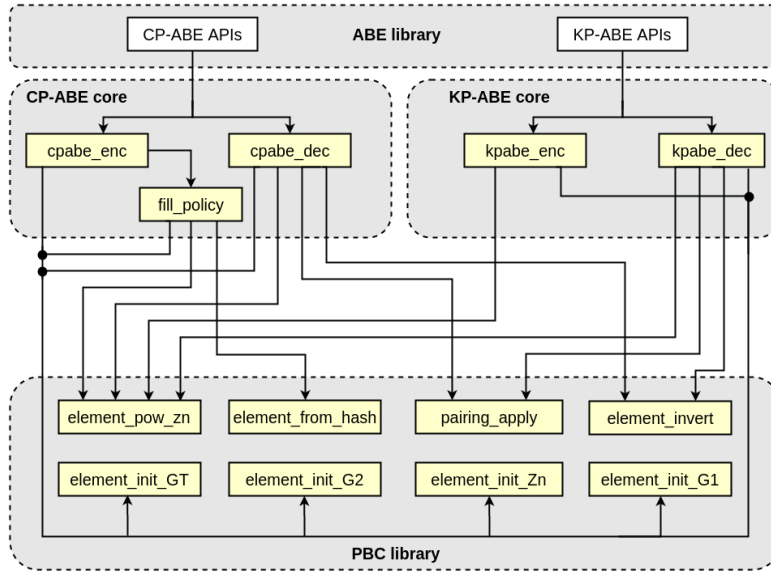 CP-ABE APIs
ABE library
KP-ABE APIs
CP-ABE core
KP-ABE core
cpabe_enc
cpabe_dec
kpabe_enc
kpabe_dec
fill_policy
element_pow_zn
element_from_hash
pairing_apply
element_invert
element_init_GT
element_init_G2
element_init_Zn
element_init_G1
PBC library